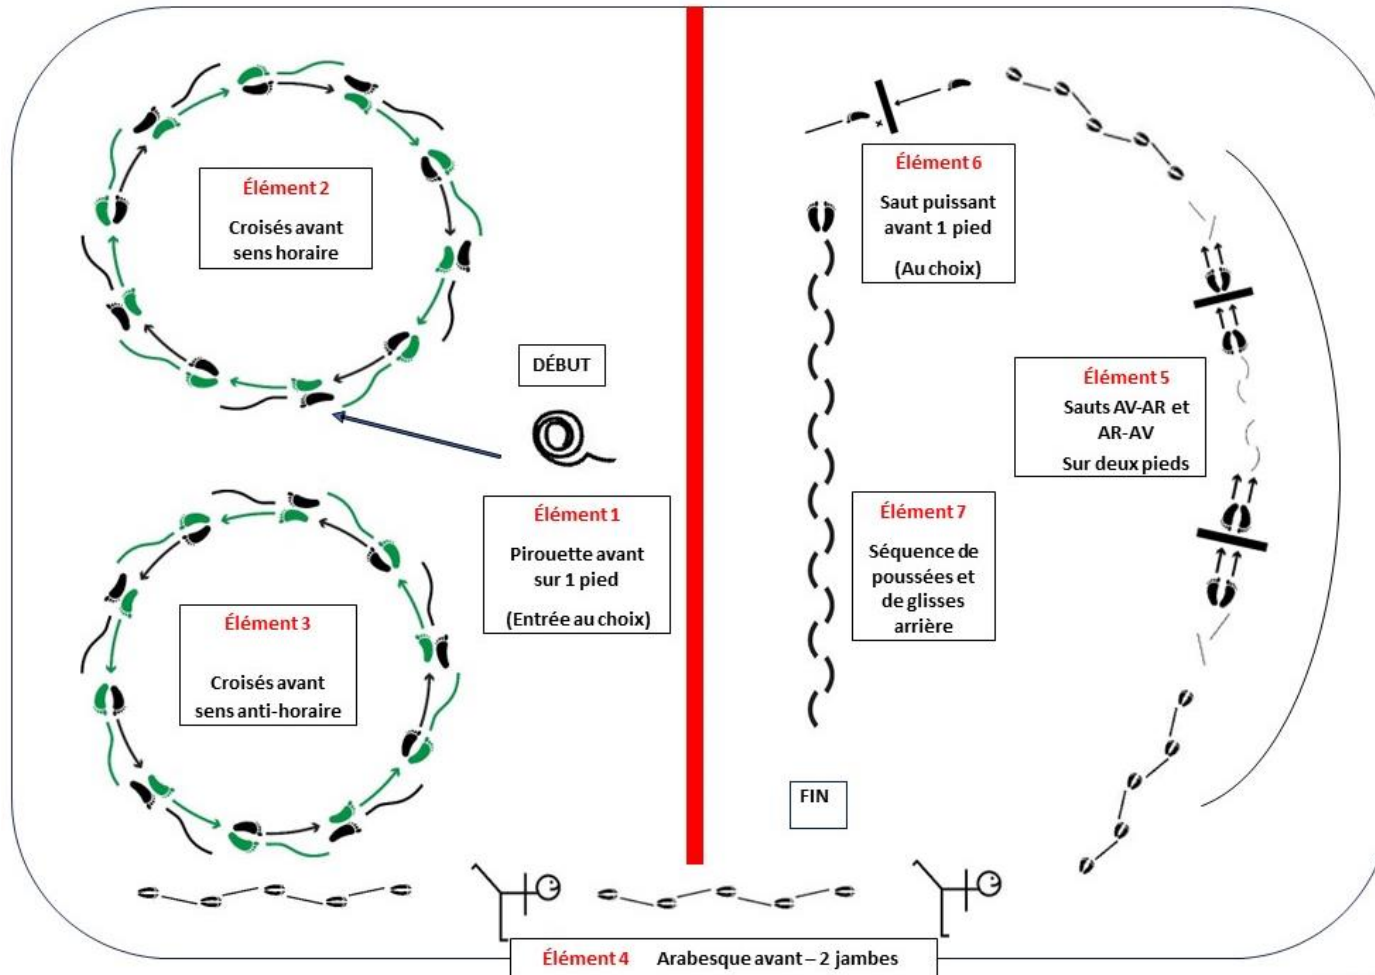 Élément 2
Croisés avant
sens horaire
DÉBUT
Élément 1
Pirouette avant
sur 1 pied
(Entrée au choix)
Élément 3
Croisés avant
sens anti-horaire
Élément 4 Arabesque avant – 2 jambes
Élément 5
Sauts AV-AR et
AR-AV
Sur deux pieds
Élément 6
Saut puissant
avant 1 pied
(Au choix)
Élément 7
Séquence de
poussées et
de glisses
arrière
FIN